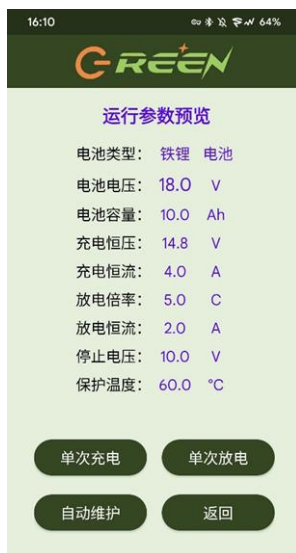 16:10 64%
GREEN
运行参数预览
电池类型： 铁锂 电池
电池电压： 18.0 V
电池容量： 10.0 Ah
充电恒压： 14.8 V
充电恒流： 4.0 A
放电倍率： 5.0 C
放电恒流： 2.0 A
停止电压： 10.0 V
保护温度： 60.0 °C
单次充电 单次放电
自动维护 返回